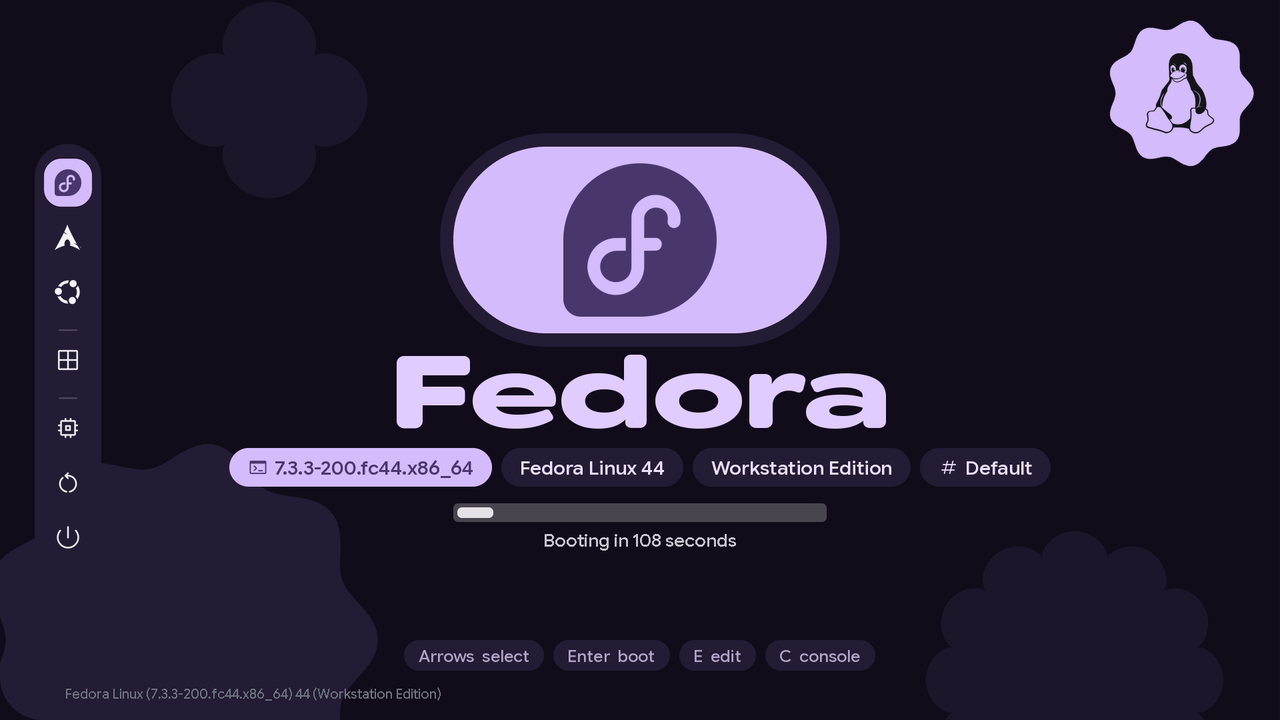 Fedora
7.3.3-200.fc44.x86_64 Fedora Linux 44 Workstation Edition # Default
Booting in 108 seconds
Arrows select Enter boot E edit C console
Fedora Linux (7.3.3-200.fc44.x86_64) 44 (Workstation Edition)